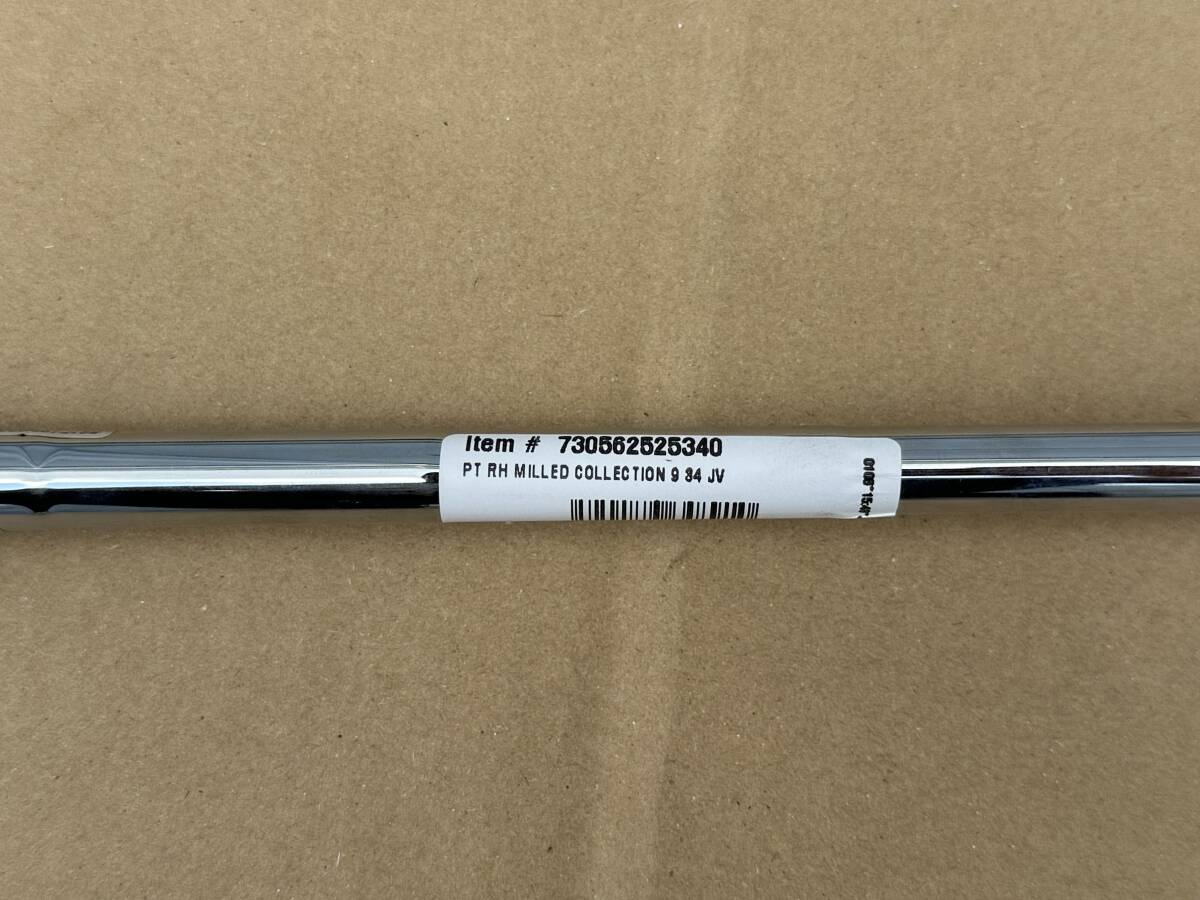 Item # 730562525340
PT RH MILLED COLLECTION 9 34 JV